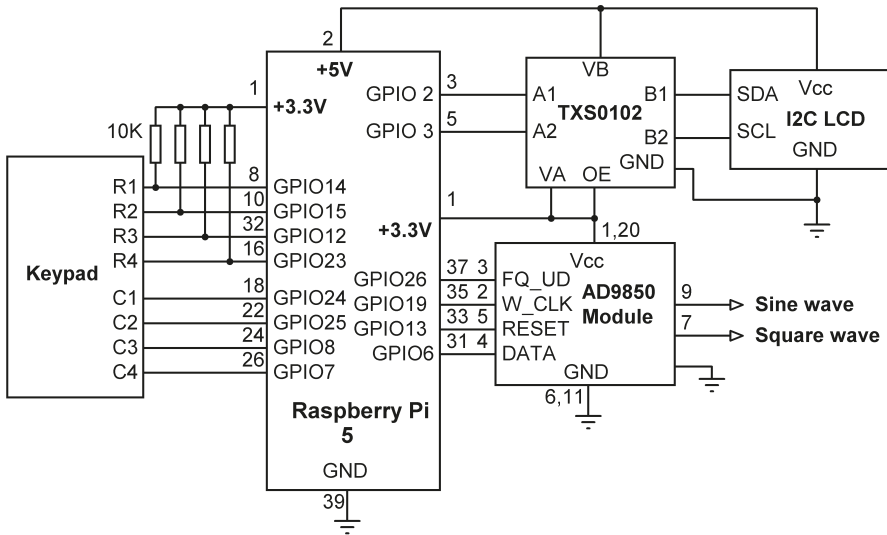 2
+5V
1
+3.3V
10K
Keypad
R1
R2
R3
R4
C1
C2
C3
C4
8
10
32
16
18
22
24
26
GPIO14
GPIO15
GPIO12
GPIO23
GPIO24
GPIO25
GPIO8
GPIO7
GPIO 2
GPIO 3
3
5
1
+3.3V
GPIO26
GPIO19
GPIO13
GPIO6
37
35
33
31
Raspberry Pi
5
GND
39
VB
A1
A2
TXS0102
B1
B2
GND
VA
OE
Vcc
SDA
I2C LCD
SCL
GND
1,20
Vcc
3
2
5
4
FQ_UD
W_CLK
RESET
DATA
AD9850
Module
GND
6,11
9
7
Sine wave
Square wave